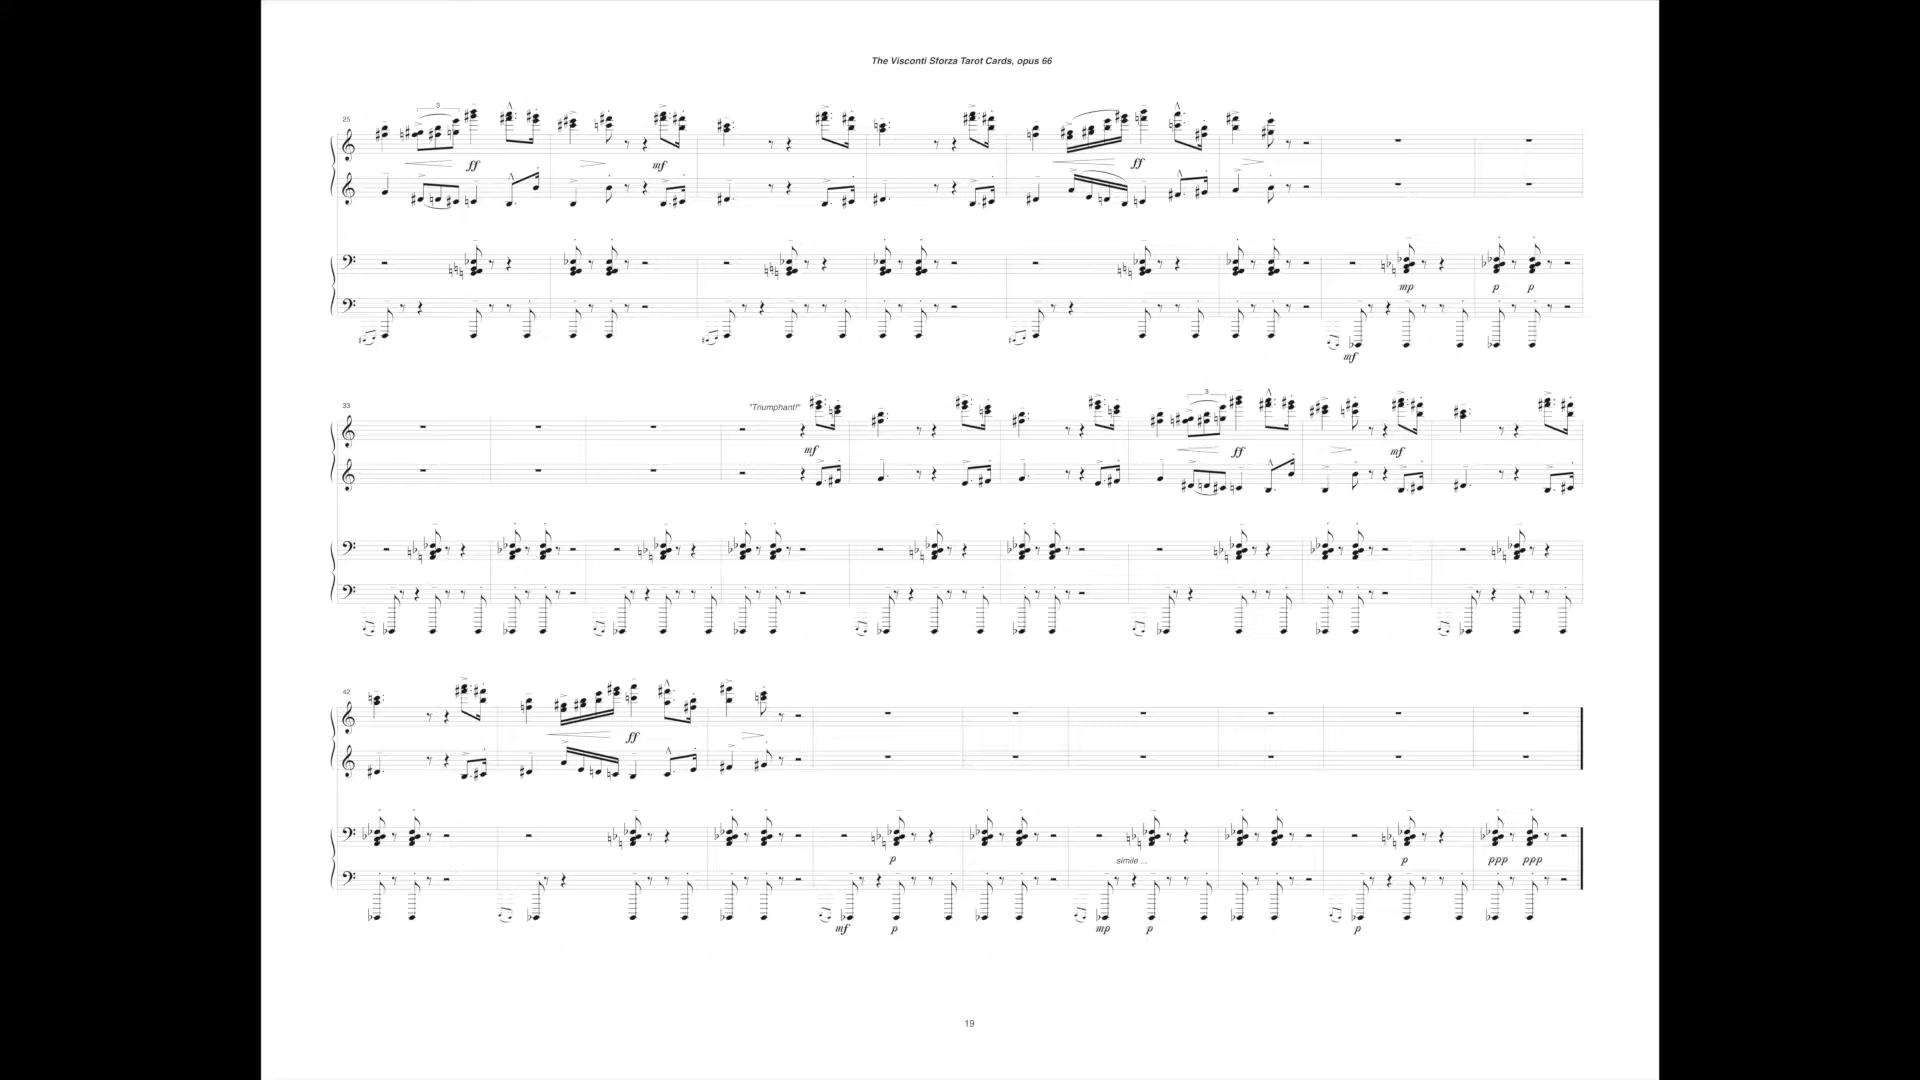 The Visconti Sforza Tarot Cards, opus 66
25
3
ff
mf
ff
mp
p
p
mf
33
"Triumphant!"
3
mf
ff
mf
42
ff
p
simile ...
p
ppp
ppp
mf
p
mp
p
p
19